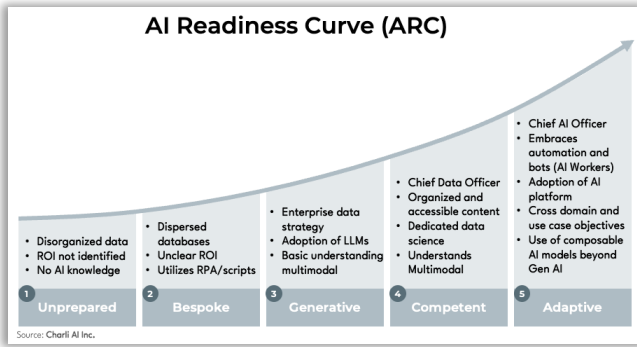 AI Readiness Curve (ARC)
• Disorganized data
• ROI not identified
• No AI knowledge
1
Unprepared
• Dispersed
databases
• Unclear ROI
• Utilizes RPA/scripts
2
Bespoke
• Enterprise data
strategy
• Adoption of LLMs
• Basic understanding
multimodal
3
Generative
• Chief Data Officer
• Organized and
accessible content
• Dedicated data
science
• Understands
Multimodal
4
Competent
• Chief AI Officer
• Embraces
automation and
bots (AI Workers)
• Adoption of AI
platform
• Cross domain and
use case objectives
• Use of composable
AI models beyond
Gen AI
5
Adaptive
Source: Charli AI Inc.